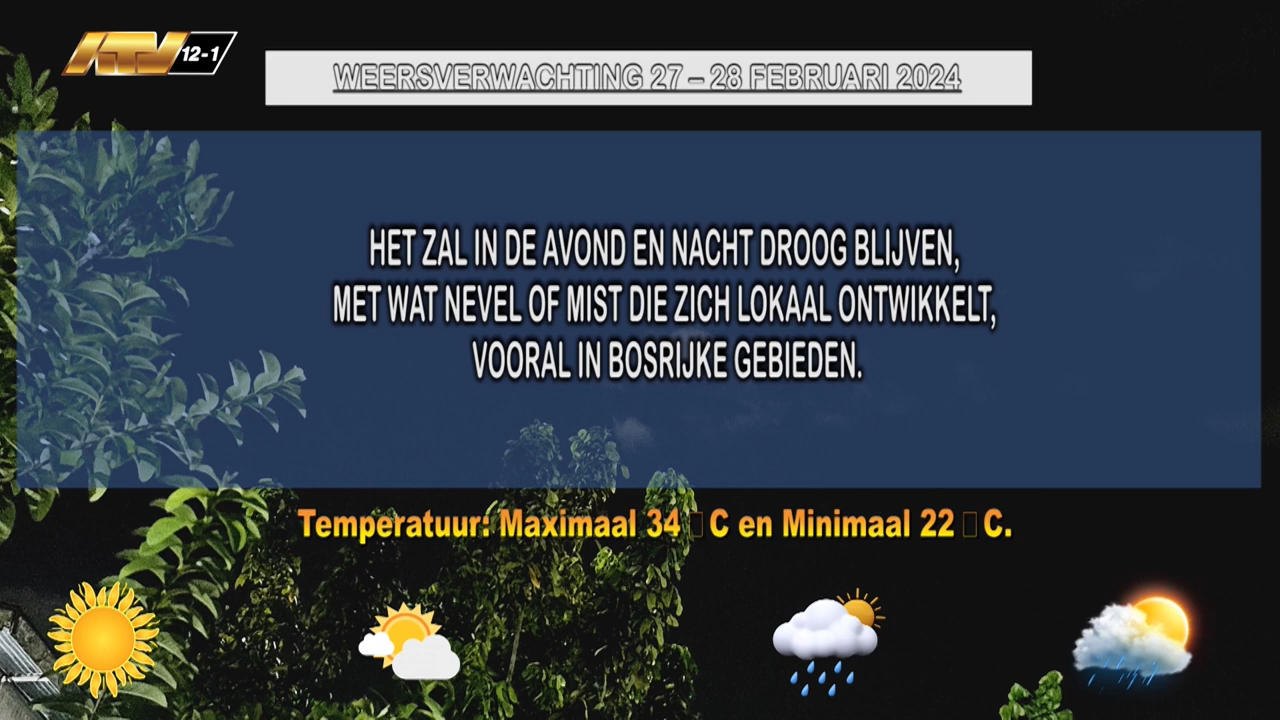 ATV 12-1
WEERSVERWACHTING 27 – 28 FEBRUARI 2024
HET ZAL IN DE AVOND EN NACHT DROOG BLIJVEN,
MET WAT NEVEL OF MIST DIE ZICH LOKAAL ONTWIKKELT,
VOORAL IN BOSRIJKE GEBIEDEN.
Temperatuur: Maximaal 34 ▯C en Minimaal 22 ▯C.